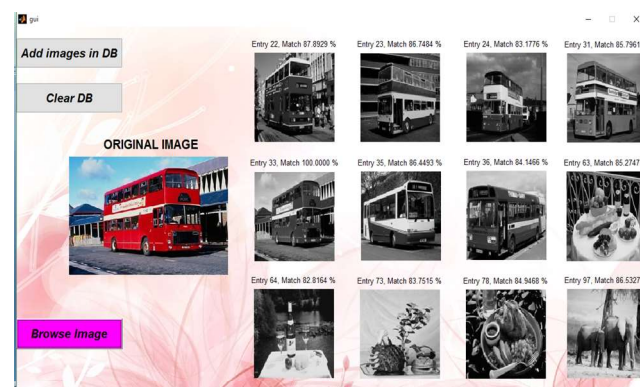 gui
Add images in DB
Clear DB
ORIGINAL IMAGE
Browse Image
Entry 22, Match 87.8929 %
Entry 23, Match 86.7484 %
Entry 24, Match 83.1776 %
Entry 31, Match 85.7961
Entry 33, Match 100.0000 %
Entry 35, Match 86.4493 %
Entry 36, Match 84.1466 %
Entry 63, Match 85.2747
Entry 64, Match 82.8164 %
Entry 73, Match 83.7515 %
Entry 78, Match 84.9468 %
Entry 97, Match 86.5327